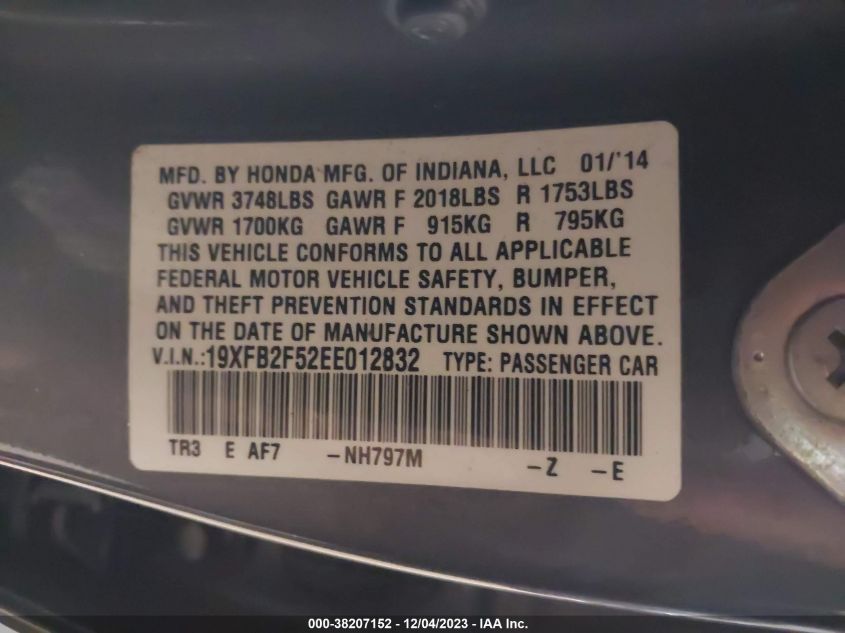 MFD. BY HONDA MFG. OF INDIANA, LLC 01/'14
GVWR 3748LBS GAWR F 2018LBS R 1753LBS
GVWR 1700KG GAWR F 915KG R 795KG
THIS VEHICLE CONFORMS TO ALL APPLICABLE
FEDERAL MOTOR VEHICLE SAFETY, BUMPER,
AND THEFT PREVENTION STANDARDS IN EFFECT
ON THE DATE OF MANUFACTURE SHOWN ABOVE.
V.I.N.:19XFB2F52EE012832 TYPE: PASSENGER CAR
TR3 E AF7 -NH797M -Z -E
000-38207152 - 12/04/2023 - IAA Inc.